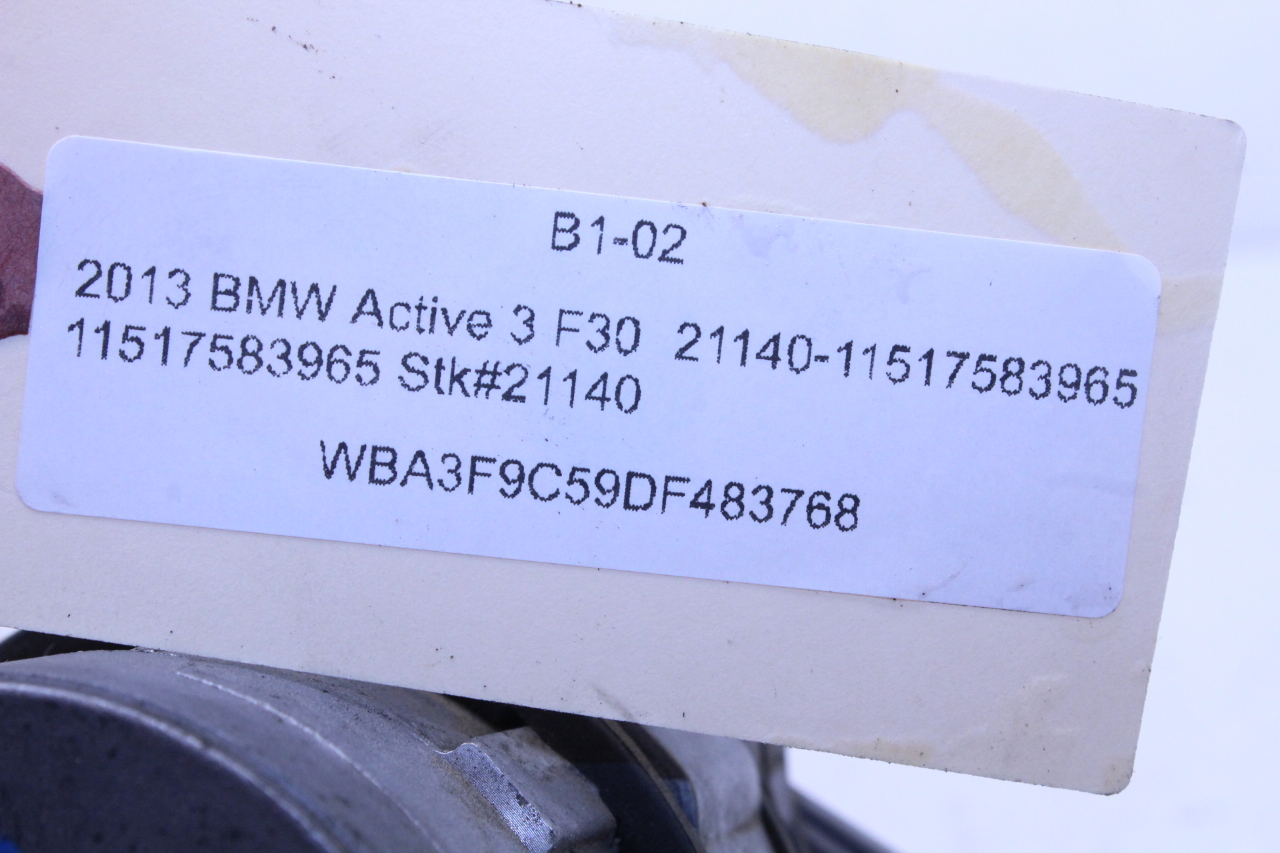 B1-02
2013 BMW Active 3 F30 21140-11517583965
11517583965 Stk#21140
WBA3F9C59DF483768